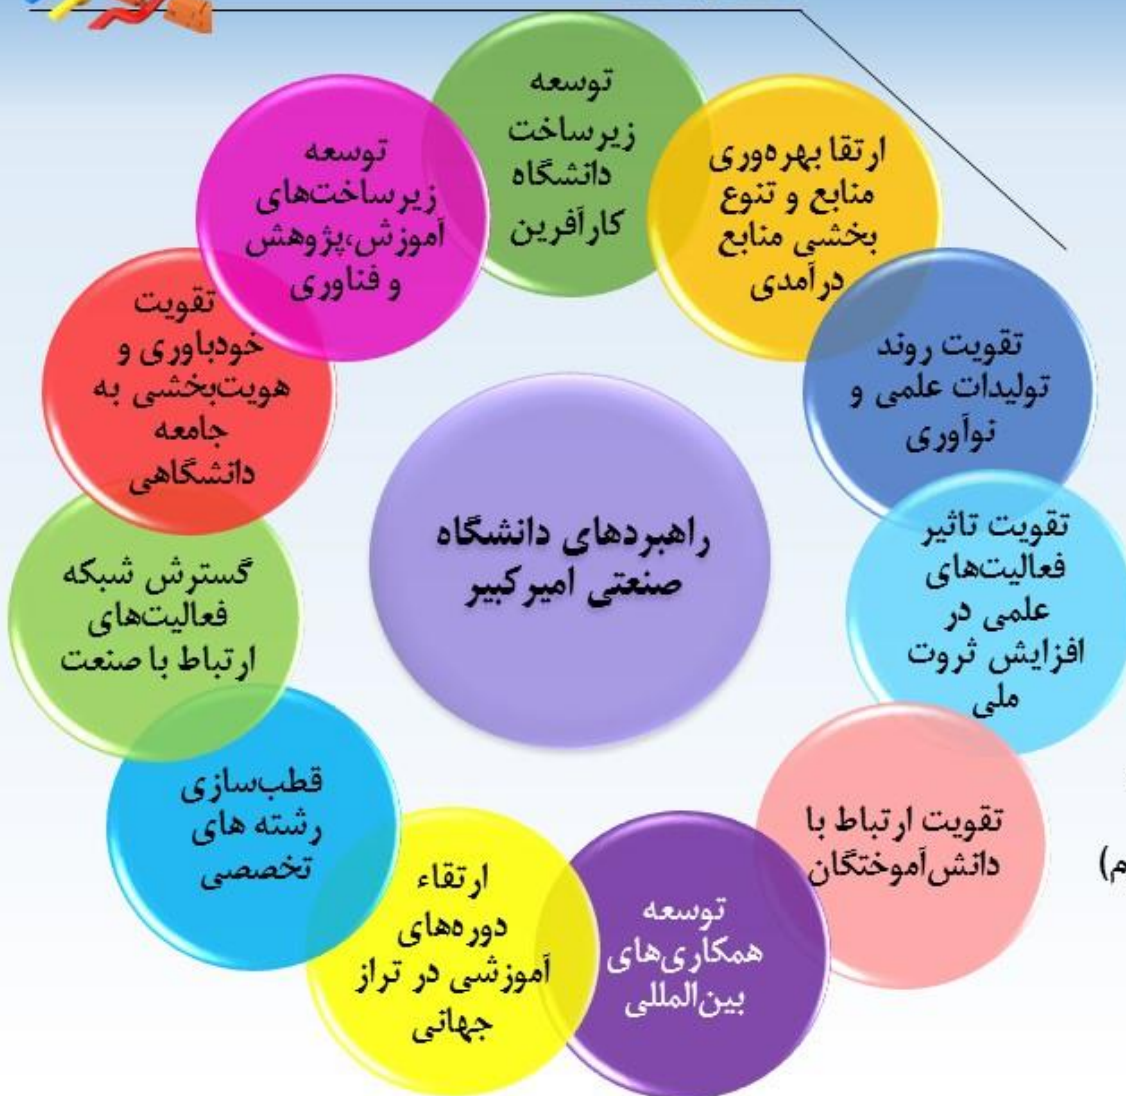 توسعه
زیرساخت
دانشگاه
کارآفرین
ارتقا بهره‌وری
منابع و تنوع
بخشی منابع
درآمدی
تقویت روند
تولیدات علمی و
نوآوری
تقویت تاثیر
فعالیت‌های
علمی در
افزایش ثروت
ملی
تقویت ارتباط با
دانش‌آموختگان
توسعه
همکاری‌های
بین‌المللی
ارتقاء
دوره‌های
آموزشی در تراز
جهانی
قطب‌سازی
رشته های
تخصصی
گسترش شبکه
فعالیت‌های
ارتباط با صنعت
تقویت
خودباوری و
هویت‌بخشی به
جامعه
دانشگاهی
توسعه
زیرساخت‌های
آموزش،پژوهش
و فناوری
راهبردهای دانشگاه
صنعتی امیرکبیر